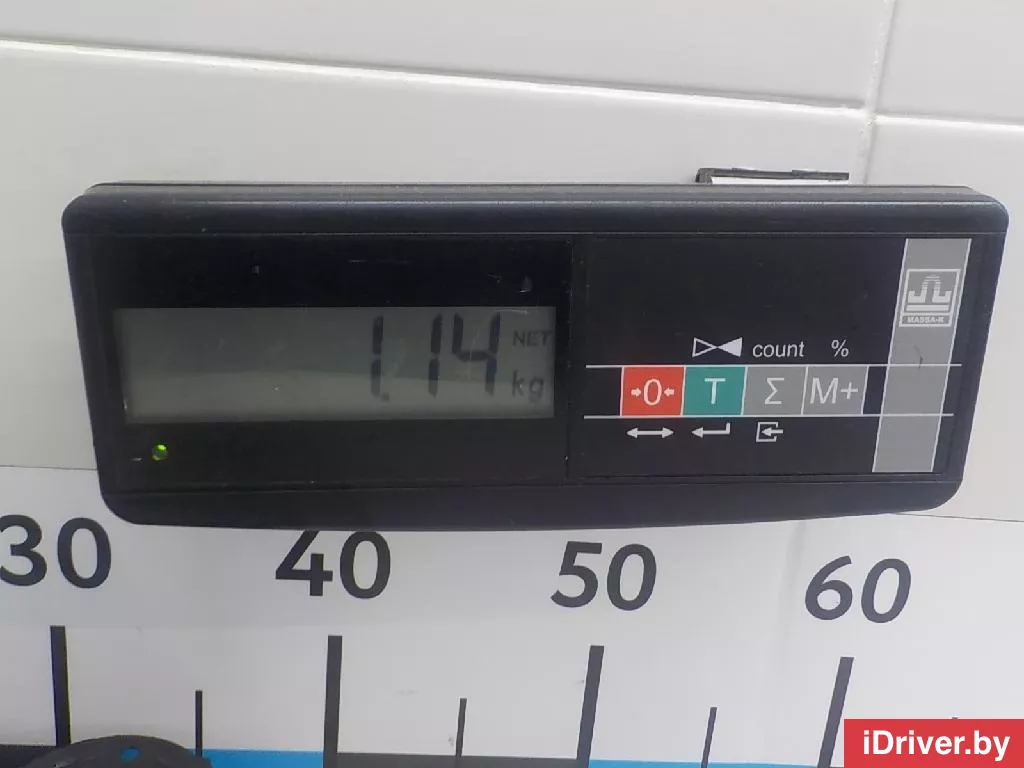 1.14 NET
kg
MASSA-K
count %
→0← T Σ M+
30 40 50 60
iDriver.by